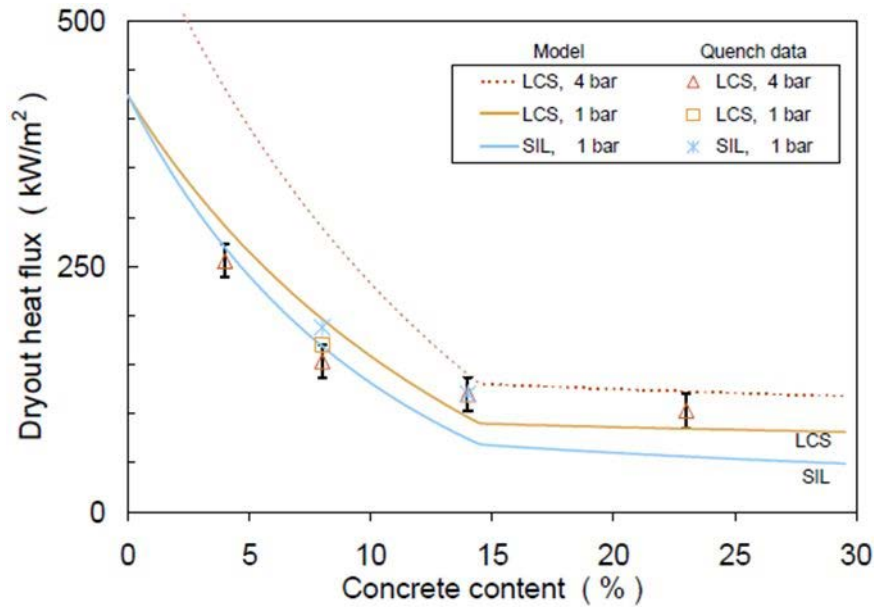 500
250
0
Dryout heat flux ( kW/m²)
Model Quench data
LCS, 4 bar LCS, 4 bar
LCS, 1 bar LCS, 1 bar
SIL, 1 bar SIL, 1 bar
LCS
SIL
0 5 10 15 20 25 30
Concrete content ( % )